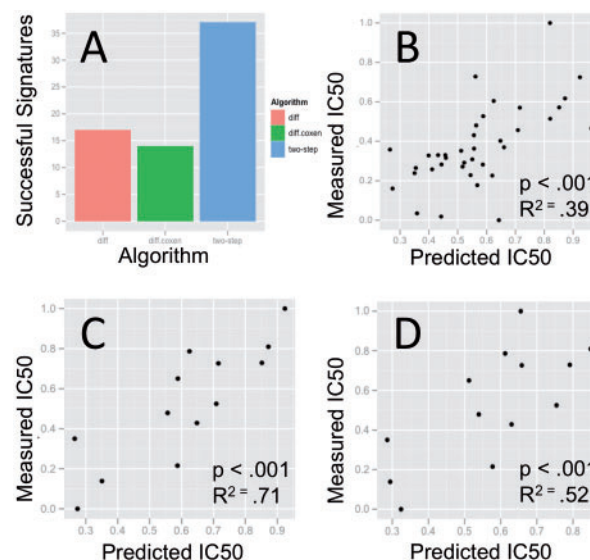 A
Successful Signatures
35
30
25
20
15
10
5
0
diff
diff.coxen
two-step
Algorithm
Algorithm
diff
diff.coxen
two-step
B
Measured IC50
1.0
0.8
0.6
0.4
0.2
0.0
p < .001
R² = .39
0.3 0.4 0.5 0.6 0.7 0.8 0.9
Predicted IC50
C
Measured IC50
1.0
0.8
0.6
0.4
0.2
0.0
p < .001
R² = .71
0.3 0.4 0.5 0.6 0.7 0.8 0.9
Predicted IC50
D
Measured IC50
1.0
0.8
0.6
0.4
0.2
0.0
p < .001
R² = .52
0.3 0.4 0.5 0.6 0.7 0.8
Predicted IC50